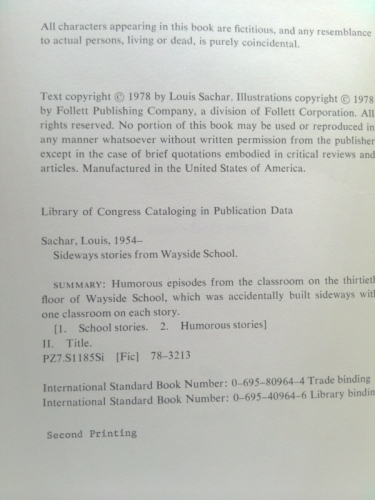 All characters appearing in this book are fictitious, and any resemblance
to actual persons, living or dead, is purely coincidental.
Text copyright © 1978 by Louis Sachar. Illustrations copyright © 1978
by Follett Publishing Company, a division of Follett Corporation. All
rights reserved. No portion of this book may be used or reproduced in
any manner whatsoever without written permission from the publisher
except in the case of brief quotations embodied in critical reviews and
articles. Manufactured in the United States of America.
Library of Congress Cataloging in Publication Data
Sachar, Louis, 1954–
Sideways stories from Wayside School.
SUMMARY: Humorous episodes from the classroom on the thirtiet
floor of Wayside School, which was accidentally built sideways wit
one classroom on each story.
[1. School stories. 2. Humorous stories]
II. Title.
PZ7.S1185Si [Fic] 78-3213
International Standard Book Number: 0–695–80964–4 Trade binding
International Standard Book Number: 0–695–40964–6 Library bindin
Second Printing